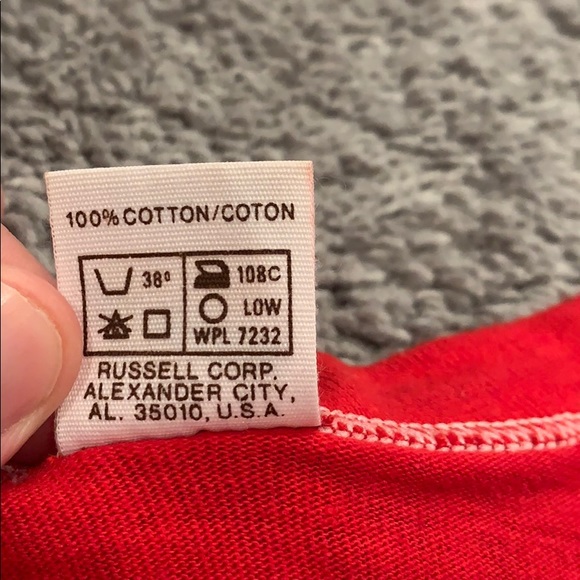 100% COTTON/COTON
38° 108C
LOW
WPL 7232
RUSSELL CORP.
ALEXANDER CITY,
AL. 35010, U.S.A.